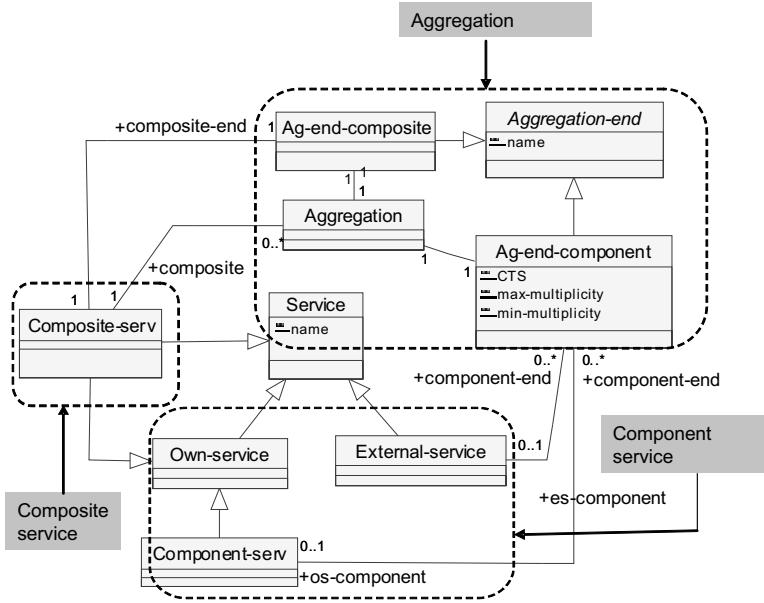 Aggregation
+composite-end
1
Ag-end-composite
Aggregation-end
name
1
1
1
Aggregation
0..*
+composite
1
1
Ag-end-component
CTS
max-multiplicity
min-multiplicity
1
1
Composite-serv
Service
name
0..*
0..*
+component-end
+component-end
Own-service
External-service
0..1
Component
service
+es-component
Composite
service
Component-serv
0..1
+os-component